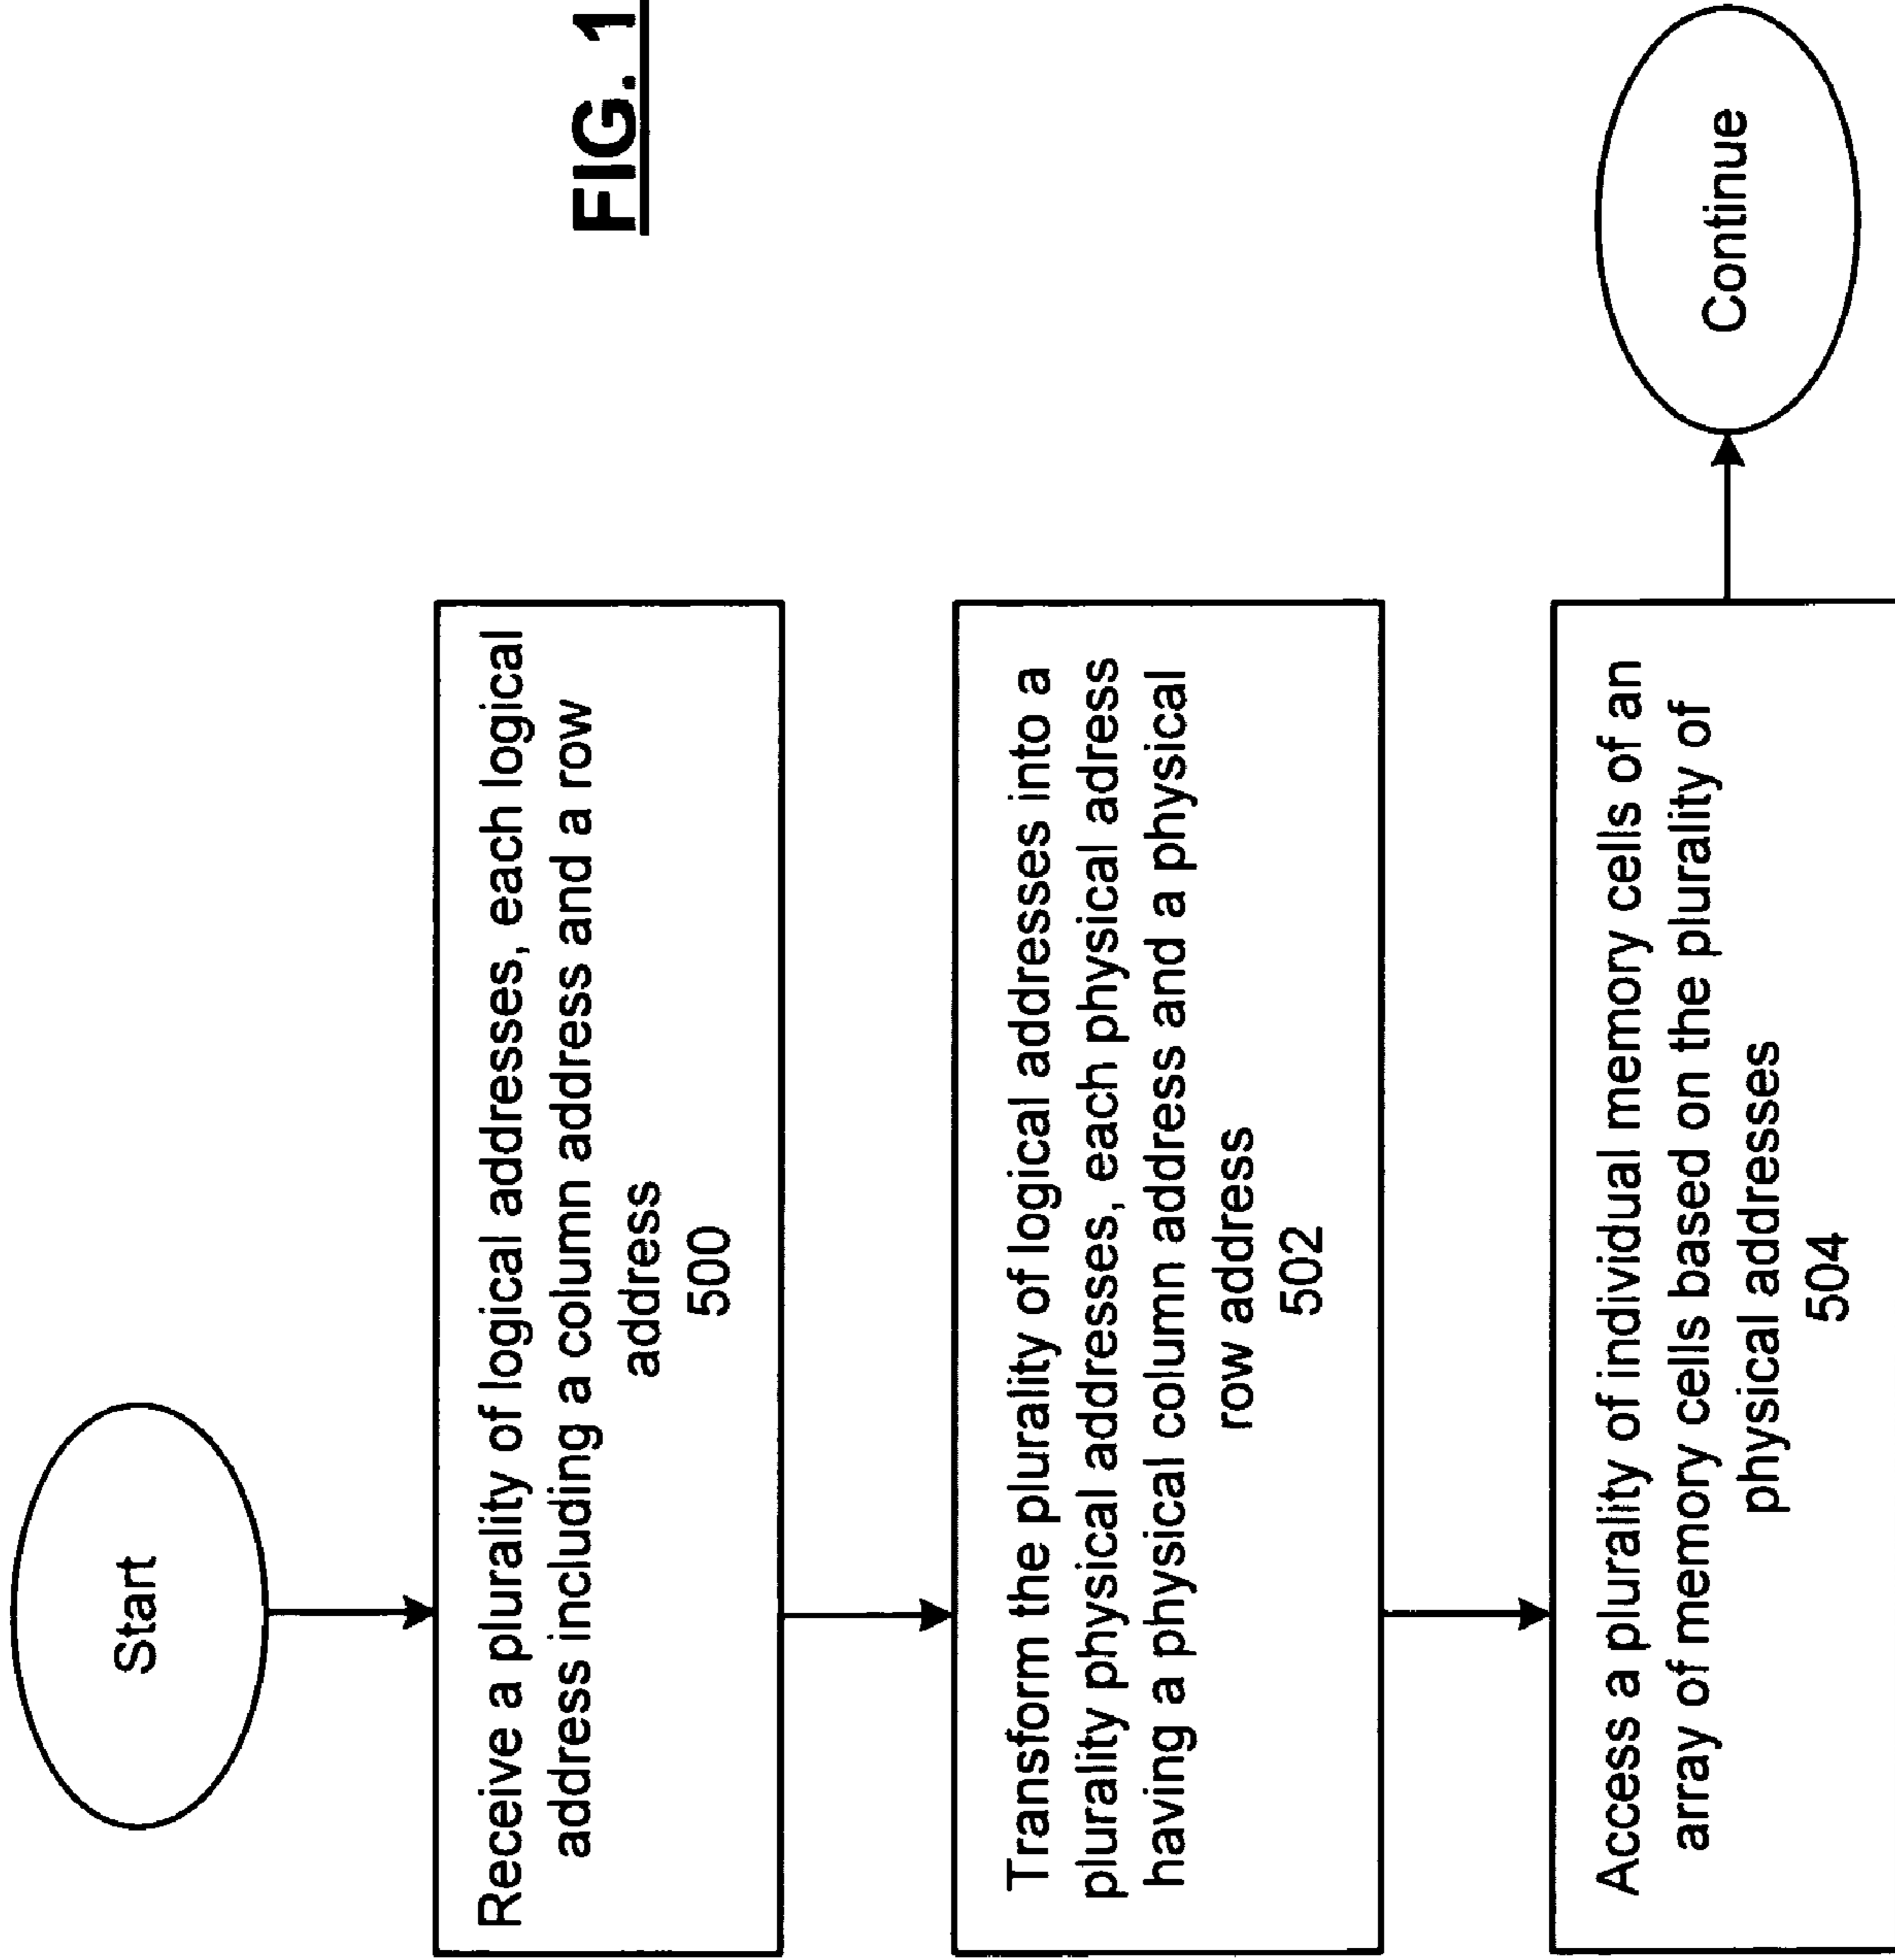 Start
Receive a plurality of logical addresses, each logical
address including a column address and a row
address
500
Transform the plurality of logical addresses into a
plurality physical addresses, each physical adress
having a physical column address and a physical
row address
502
Access a plurality of individual memory cells of an
array of memory cells based on the plurality of
physical addresses
504
Continue
FIG. 1